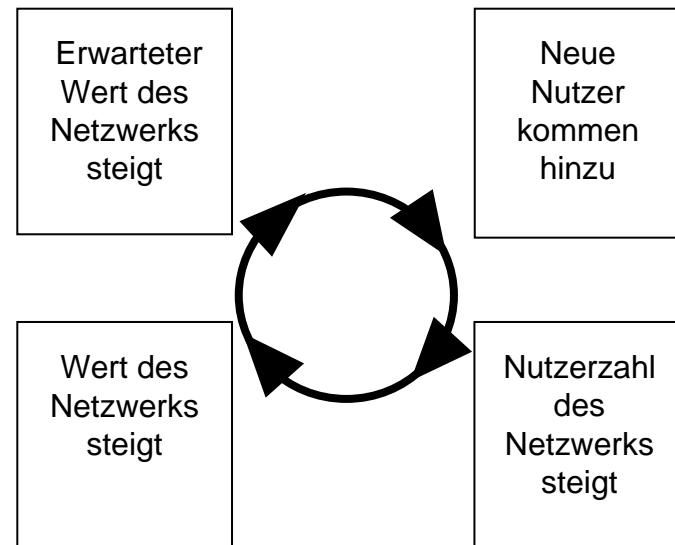 Erwarteter
Wert des
Netzwerks
steigt
Neue
Nutzer
kommen
hinzu
Wert des
Netzwerks
steigt
Nutzerzahl
des
Netzwerks
steigt